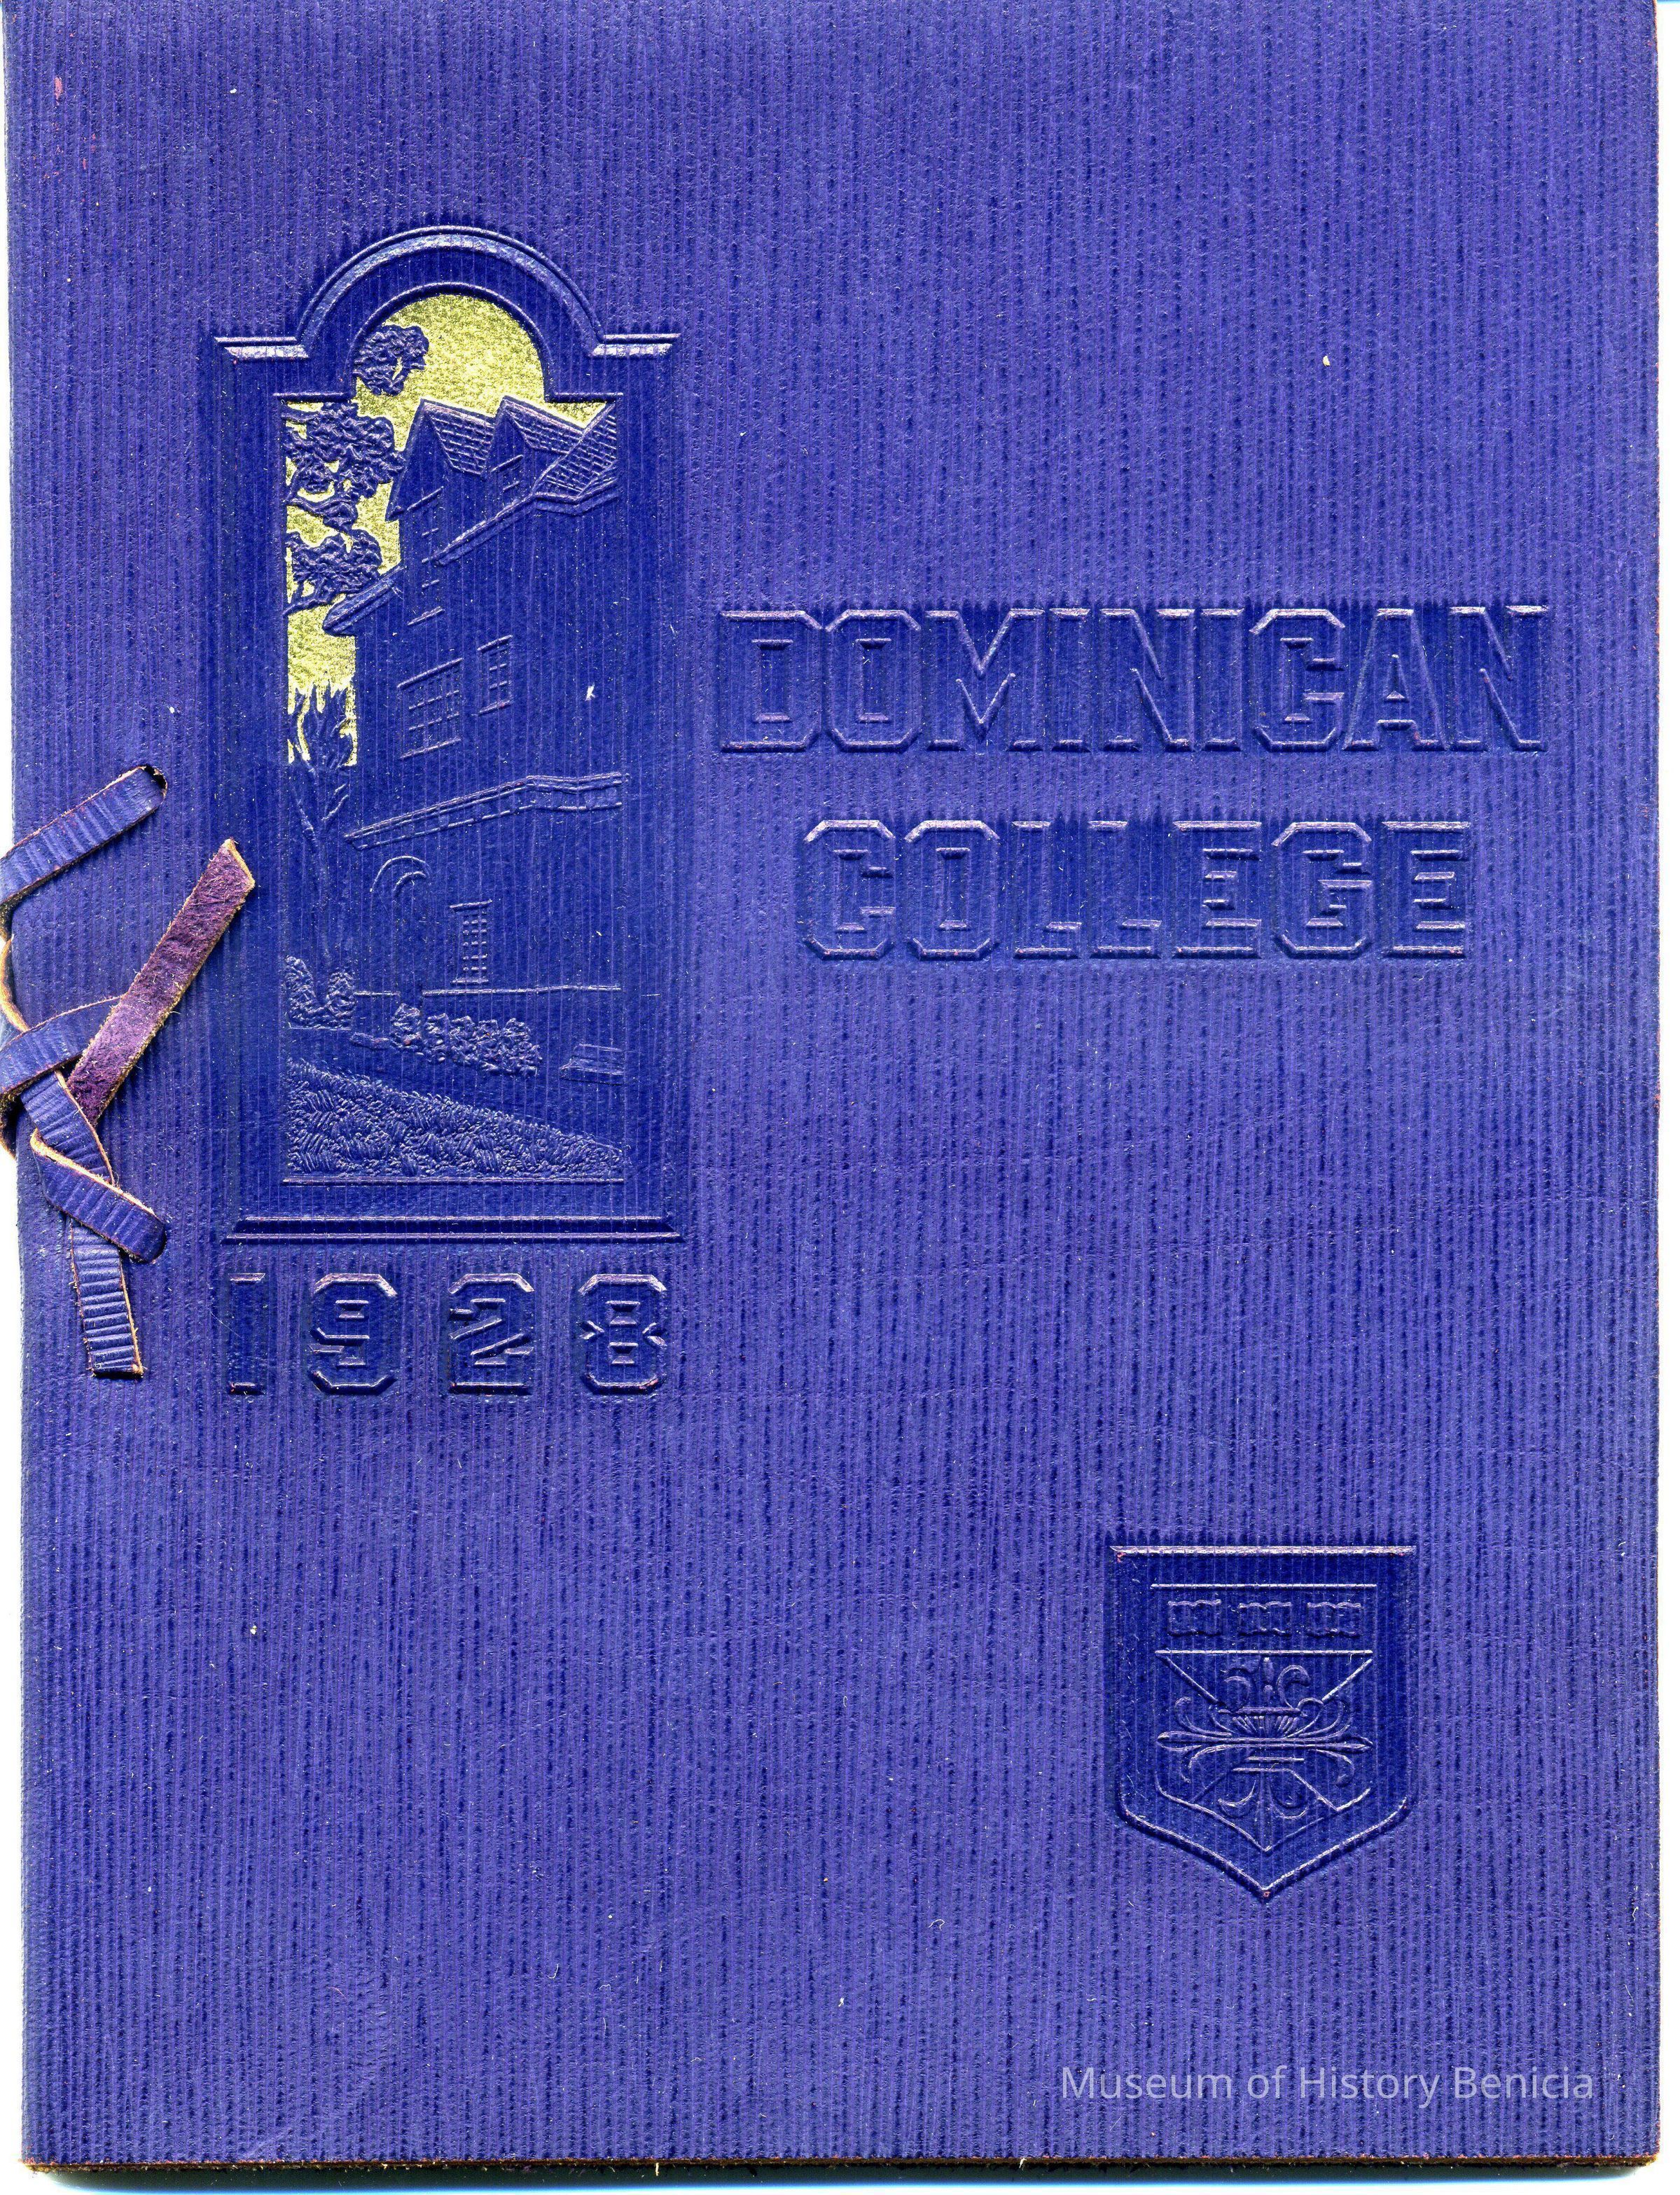 DOMINICAN
COLLEGE
1928
Museum of History Benicia